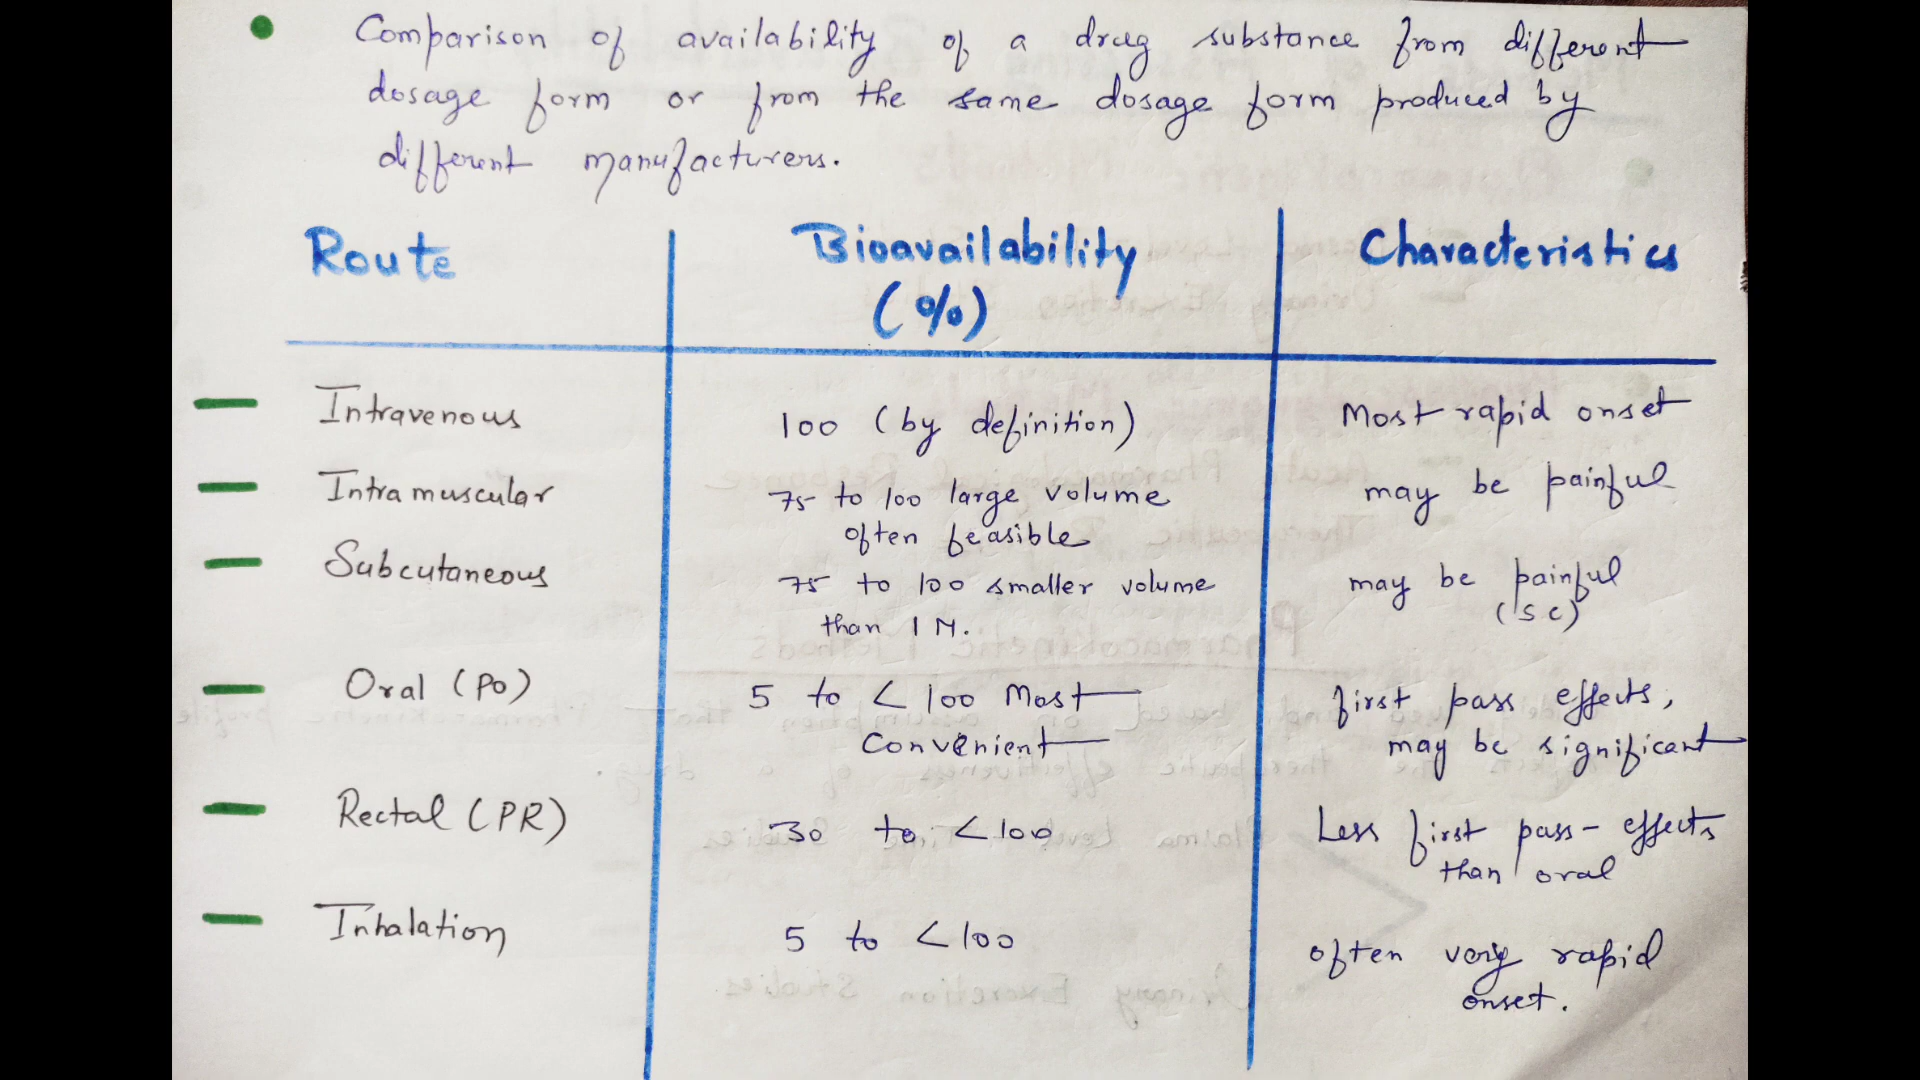 Comparison of availability of a drug substance from different
dosage form or from the same dosage form produced by
different manufacturers.
Route Bioavailability Characteristics
(%)
Intravenous 100 (by definition) Most rapid onset
Intramuscular 75 to 100 large volume may be painful
often feasible
Subcutaneous 75 to 100 smaller volume may be painful
than IM. (SC)
Oral (PO) 5 to <100 Most first pass effects,
Convenient may be significant
Rectal (PR) 30 to <100 Less first pass-effects
than oral
Inhalation 5 to <100 often very rapid
onset.